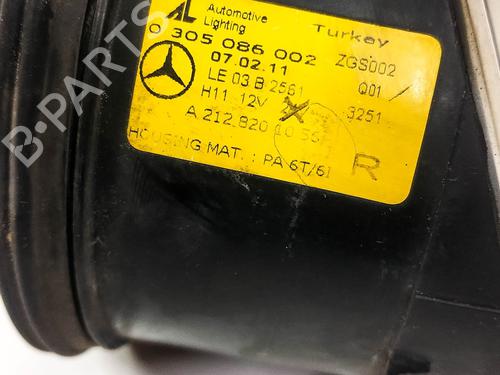 AL Automotive Lighting Turkey
0 305 086 002 ZGS002
07.02.11 Q01 /
LE 03 B 2561
H11 12V 3251
A 212 820 10 56
HOUSING MAT. : PA 6T/6I R
B-Parts